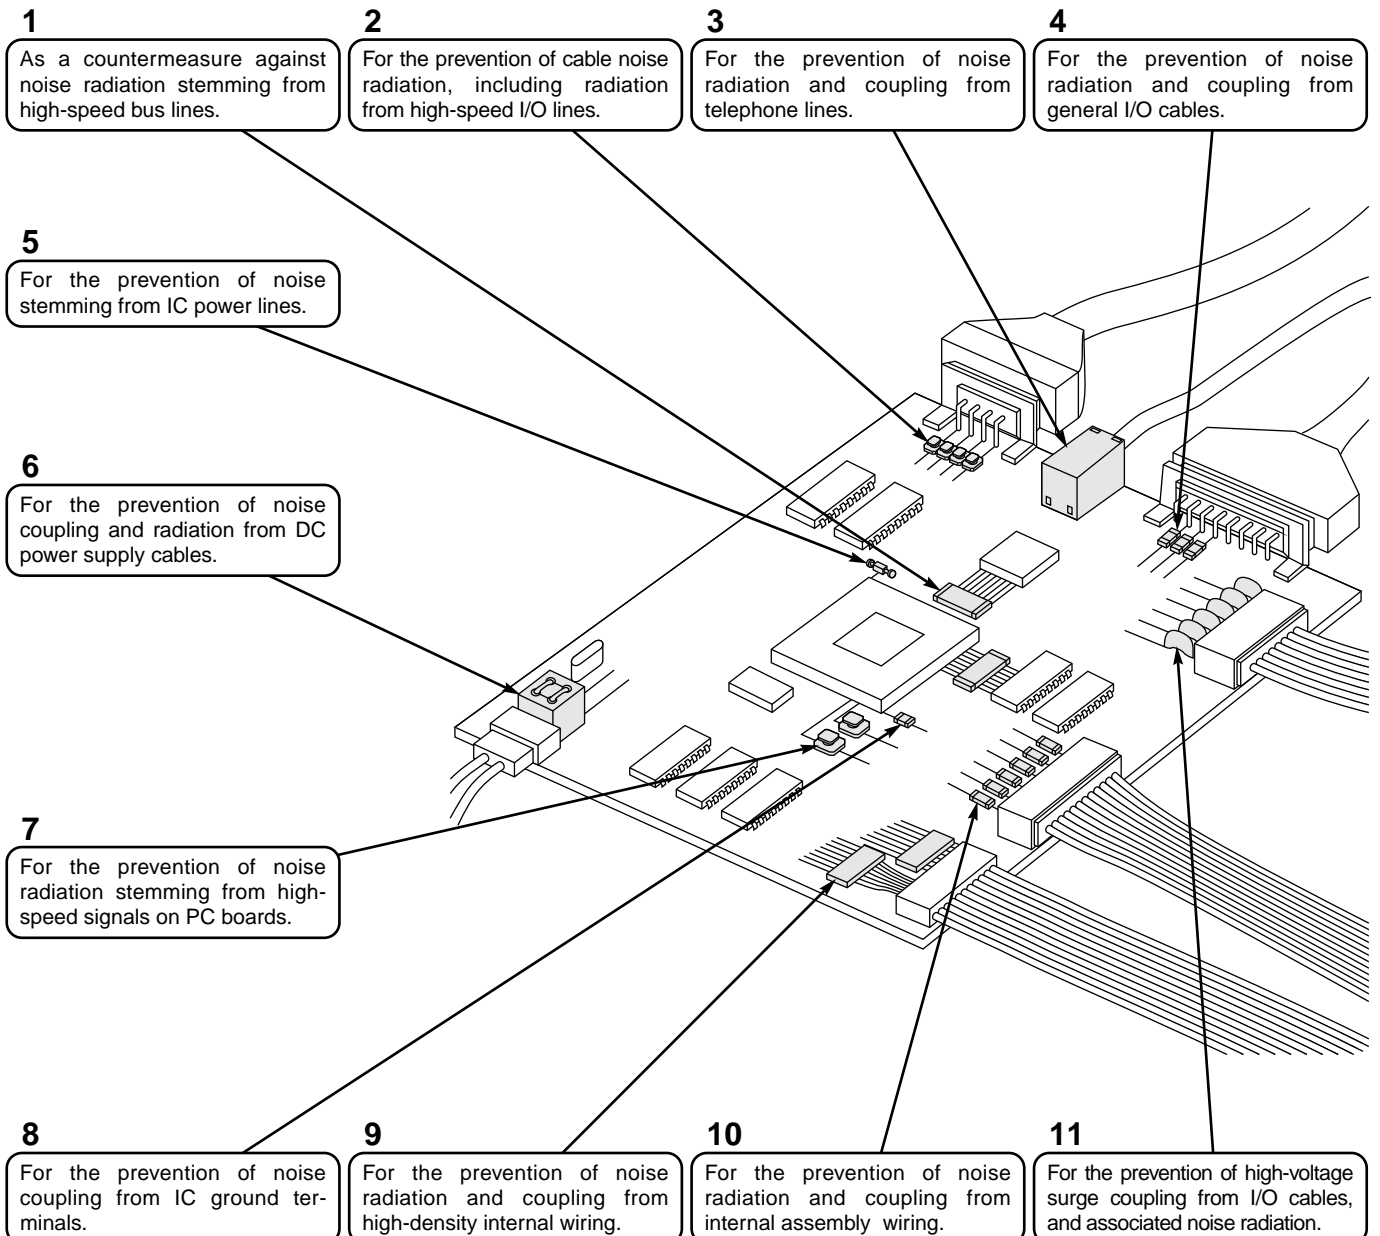 1
As a countermeasure against
noise radiation stemming from
high-speed bus lines.
2
For the prevention of cable noise
radiation, including radiation
from high-speed I/O lines.
3
For the prevention of noise
radiation and coupling from
telephone lines.
4
For the prevention of noise
radiation and coupling from
general I/O cables.
5
For the prevention of noise
stemming from IC power lines.
6
For the prevention of noise
coupling and radiation from DC
power supply cables.
7
For the prevention of noise
radiation stemming from high-
speed signals on PC boards.
8
For the prevention of noise
coupling from IC ground ter-
minals.
9
For the prevention of noise
radiation and coupling from
high-density internal wiring.
10
For the prevention of noise
radiation and coupling from
internal assembly wiring.
11
For the prevention of high-voltage
surge coupling from I/O cables,
and associated noise radiation.